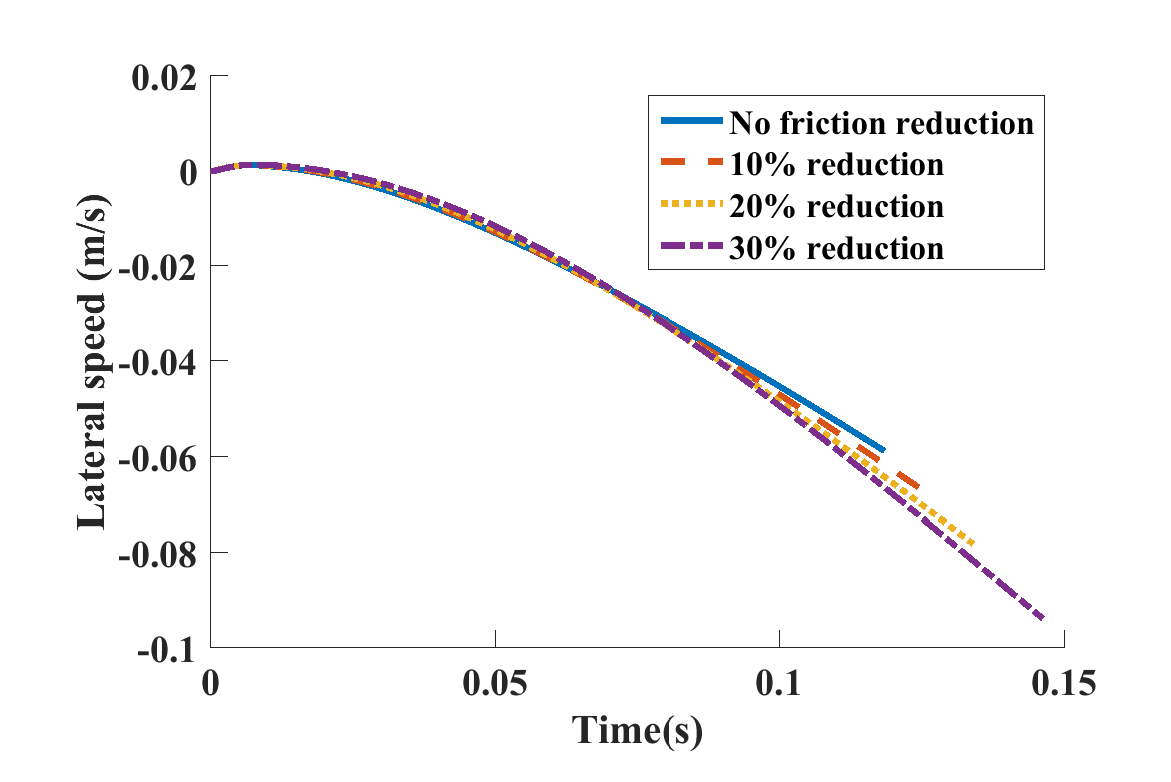 0.02
0
-0.02
-0.04
-0.06
-0.08
-0.1
Lateral speed (m/s)
No friction reduction
10% reduction
20% reduction
30% reduction
0
0.05
0.1
0.15
Time(s)